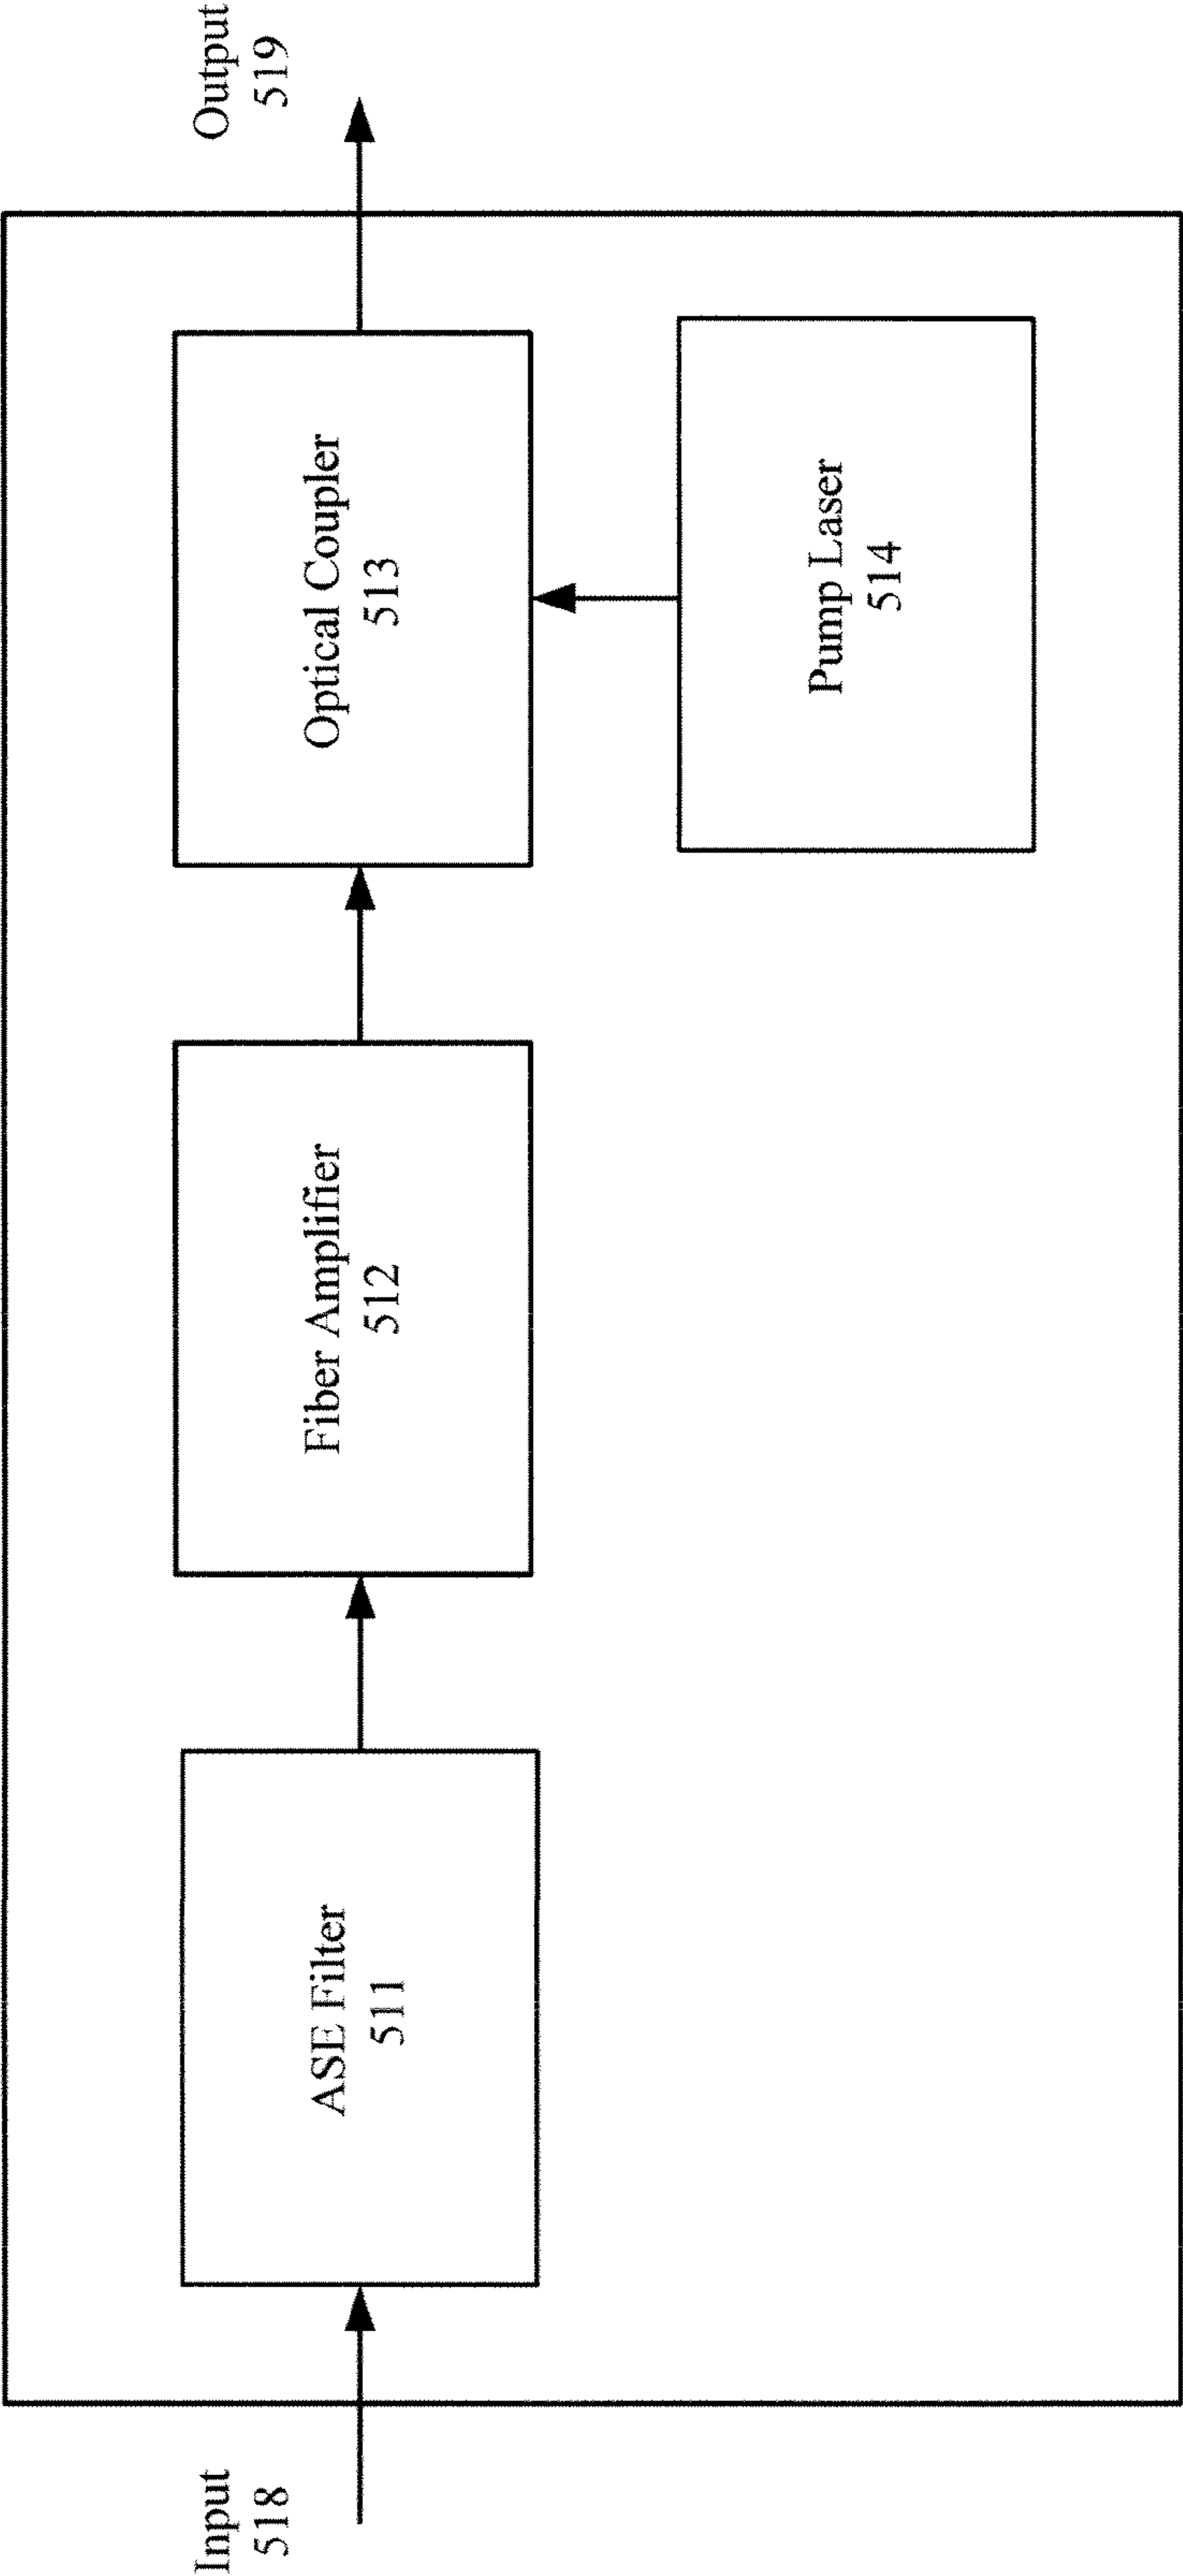 Input
518
ASE Filter
511
Fiber Amplifier
512
Optical Coupler
513
Output
519
Pump Laser
514